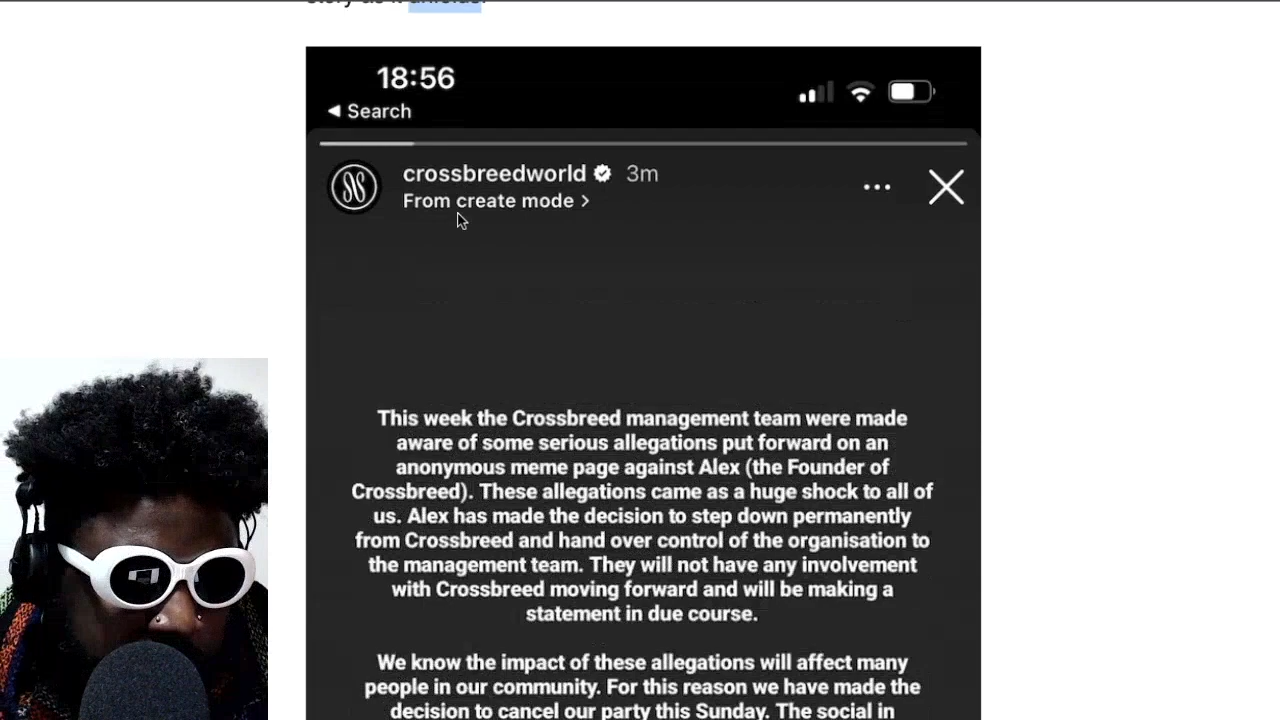 18:56
Search
crossbreedworld 3m
From create mode >
This week the Crossbreed management team were made
aware of some serious allegations put forward on an
anonymous meme page against Alex (the Founder of
Crossbreed). These allegations came as a huge shock to all of
us. Alex has made the decision to step down permanently
from Crossbreed and hand over control of the organisation to
the management team. They will not have any involvement
with Crossbreed moving forward and will be making a
statement in due course.
We know the impact of these allegations will affect many
people in our community. For this reason we have made the
decision to cancel our party this Sunday. The social in